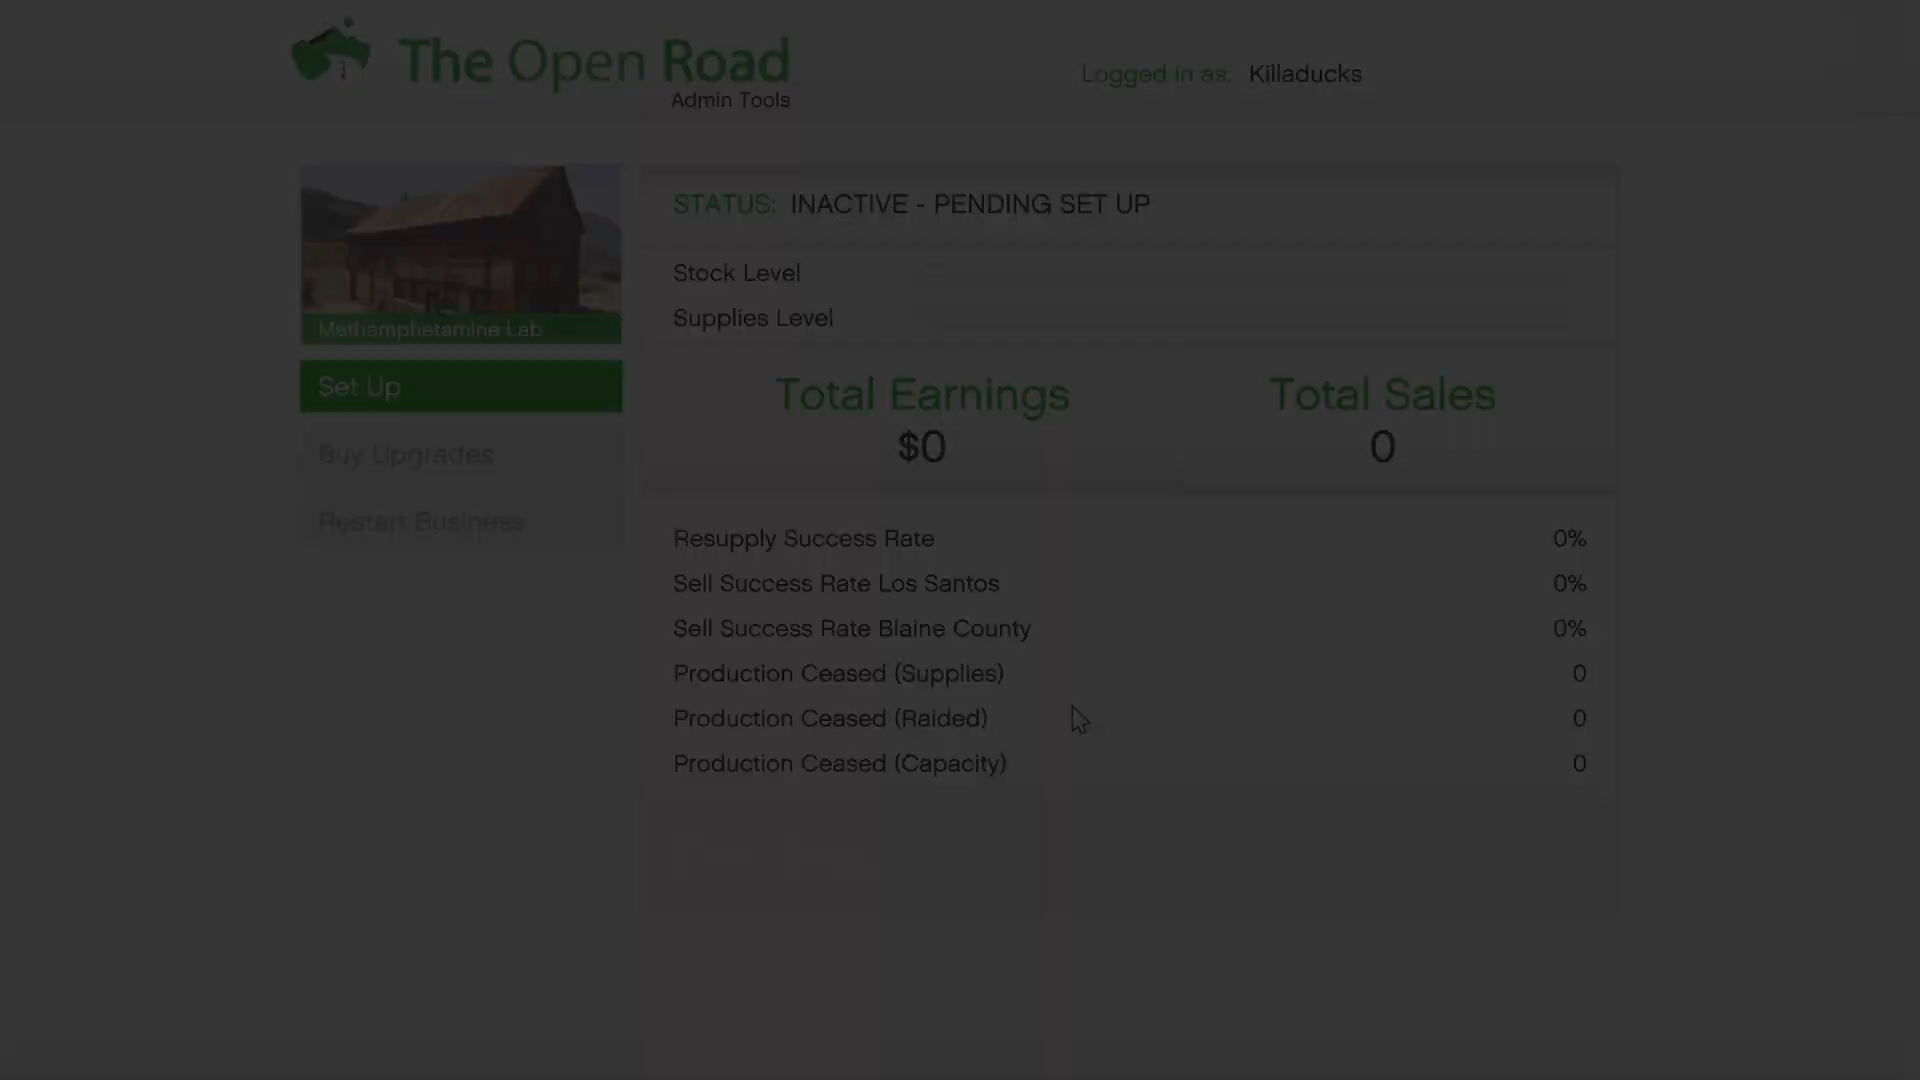 The Open Road
Admin Tools
Logged in as: Killaducks
Methamphetamine Lab
Set Up
Buy Upgrades
Restart Business
STATUS: INACTIVE - PENDING SET UP
Stock Level
Supplies Level
Total Earnings
$0
Total Sales
0
Resupply Success Rate 0%
Sell Success Rate Los Santos 0%
Sell Success Rate Blaine County 0%
Production Ceased (Supplies) 0
Production Ceased (Raided) 0
Production Ceased (Capacity) 0